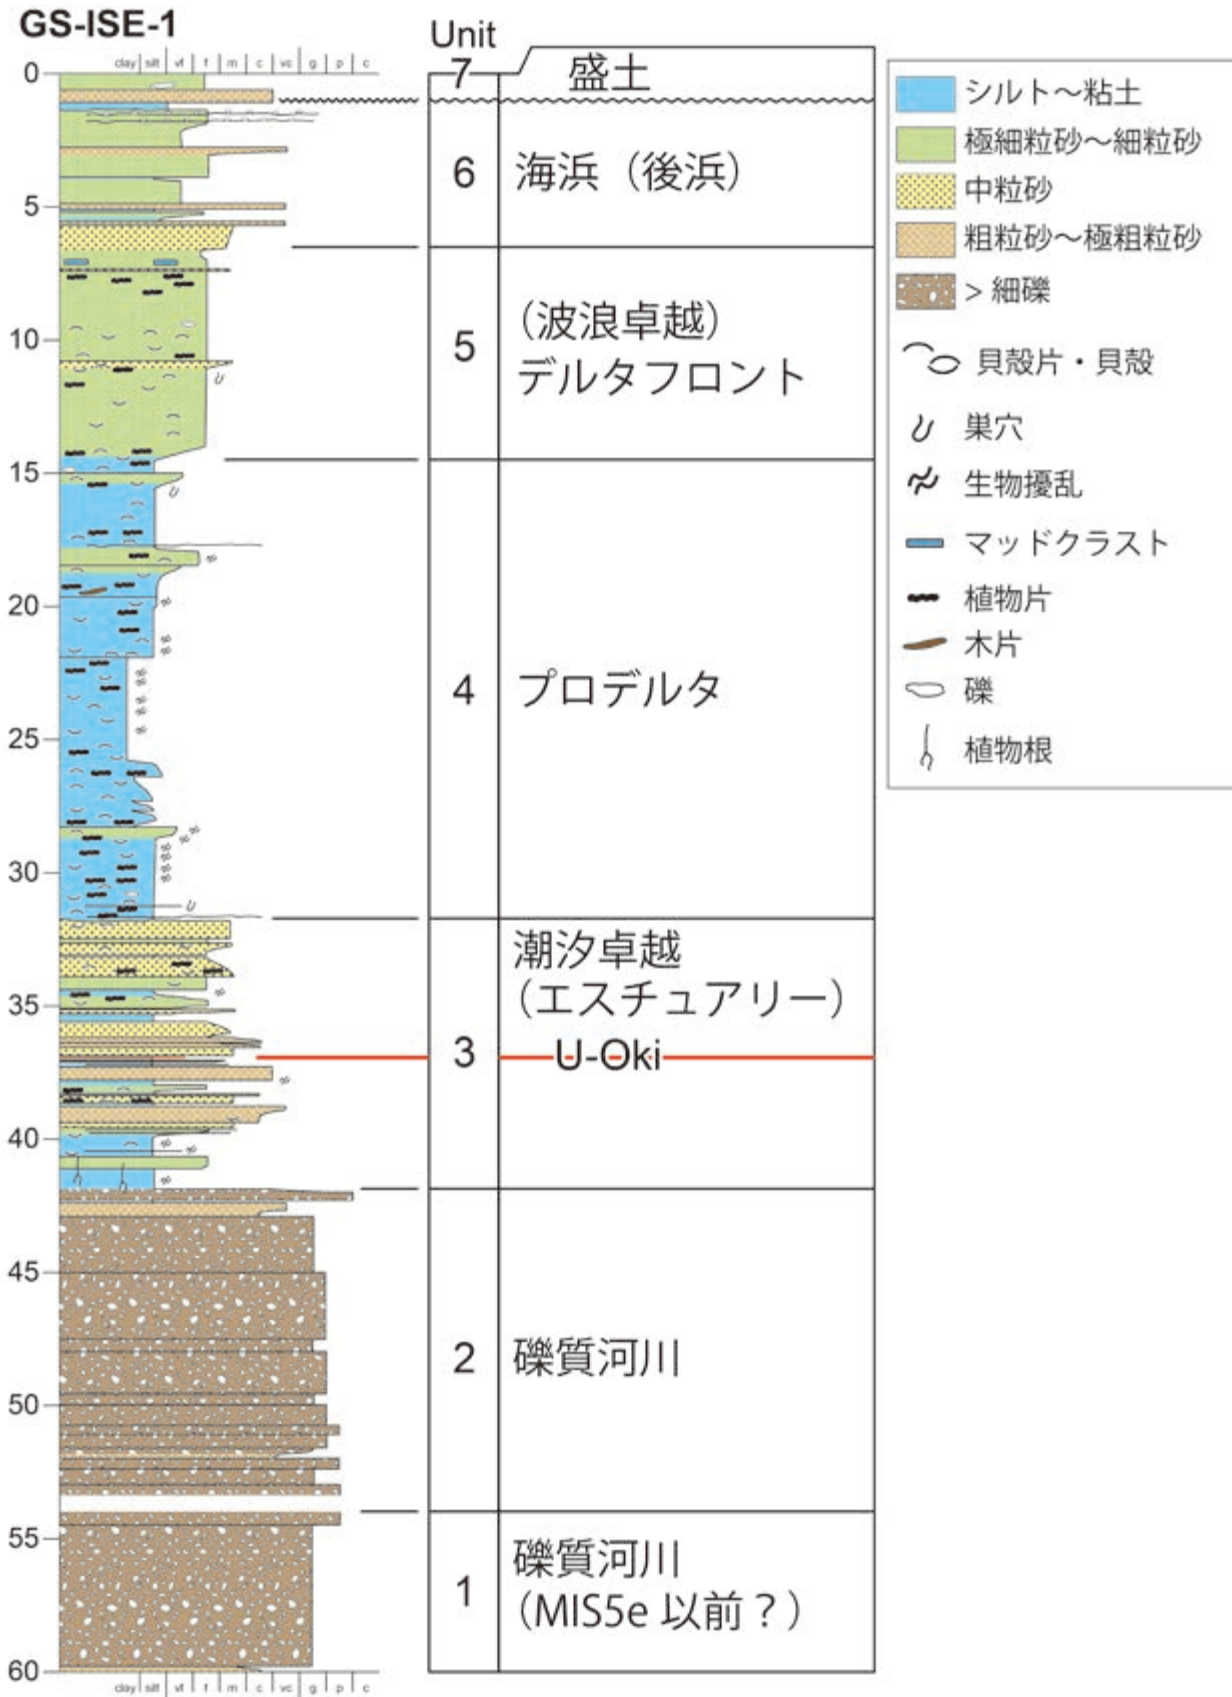 GS-ISE-1
Unit
clay silt vf f m c vc g p c
0
5
10
15
20
25
30
35
40
45
50
55
60
clay silt vf f m c vc g p c
7 盛土
6 海浜（後浜）
5 （波浪卓越）
デルタフロント
4 プロデルタ
3 潮汐卓越
（エスチュアリー）
U-Oki
2 礫質河川
1 礫質河川
（MIS5e 以前？）
シルト～粘土
極細粒砂～細粒砂
中粒砂
粗粒砂～極粗粒砂
> 細礫
貝殻片・貝殻
巣穴
生物擾乱
マッドクラスト
植物片
木片
礫
植物根